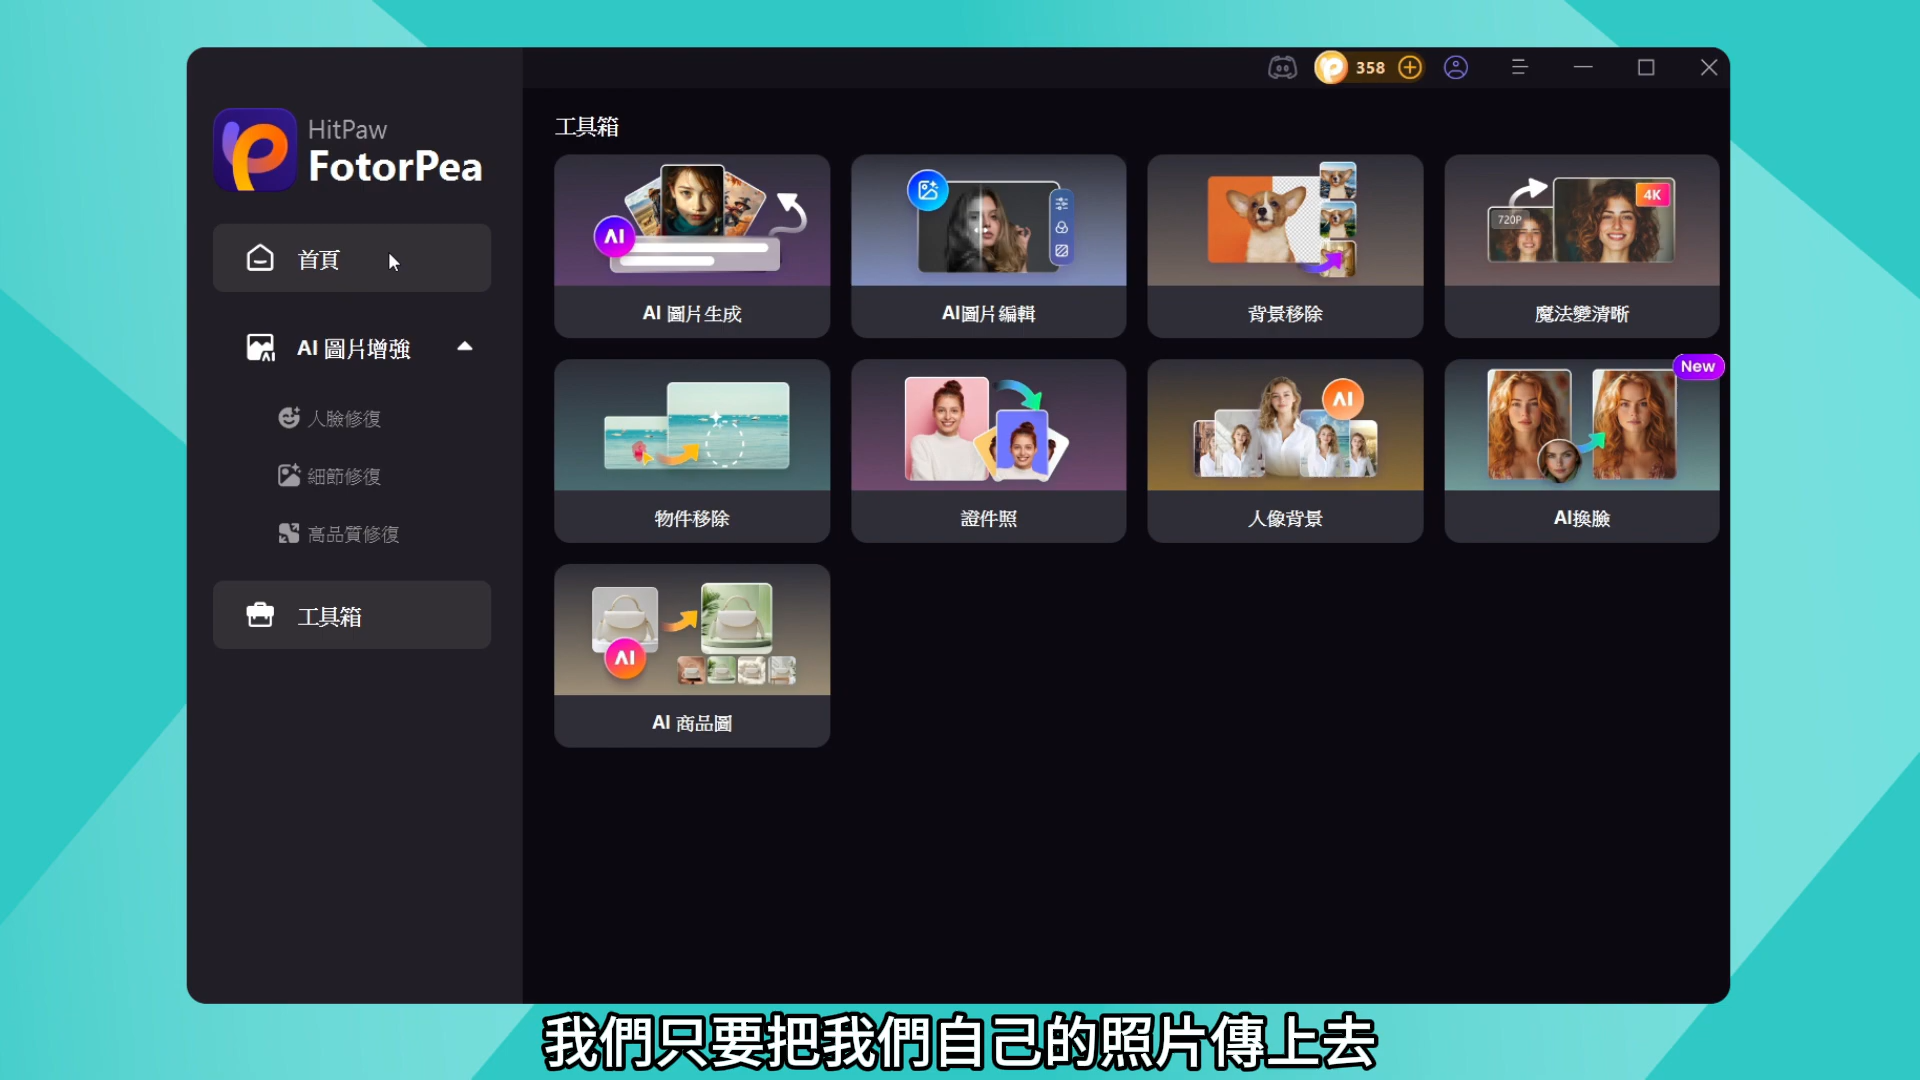 358
HitPaw
FotorPea
首頁
AI 圖片增強
人臉修復
細節修復
高品質修復
工具箱
工具箱
AI
AI 圖片生成
AI圖片編輯
背景移除
720P
4K
魔法變清晰
物件移除
證件照
AI
人像背景
New
AI換臉
AI
AI 商品圖
我們只要把我們自己的照片傳上去